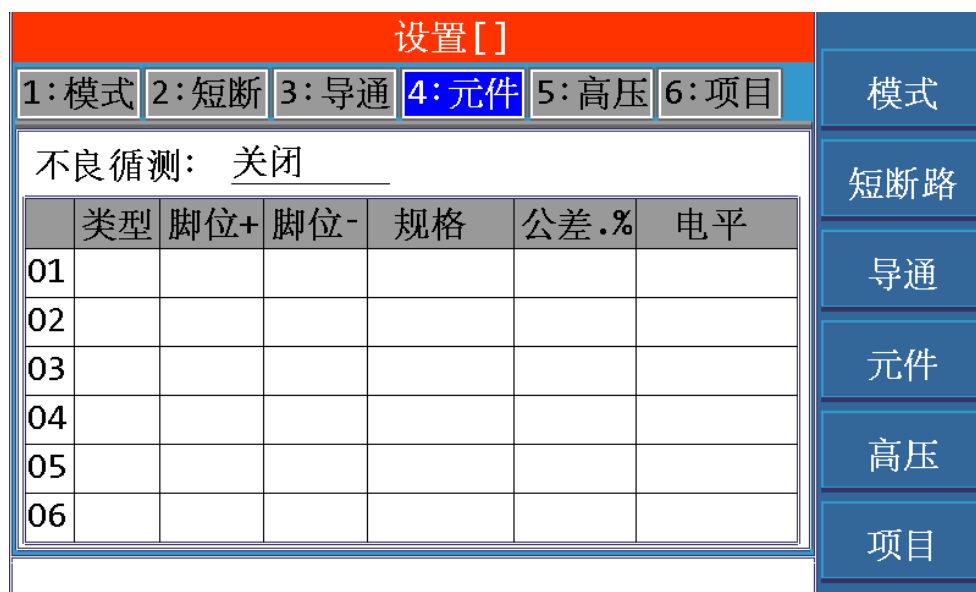 设置[]
1:模式 2:短断 3:导通 4:元件 5:高压 6:项目
不良循测: 关闭
类型 脚位+ 脚位- 规格 公差.% 电平
01
02
03
04
05
06
模式
短断路
导通
元件
高压
项目